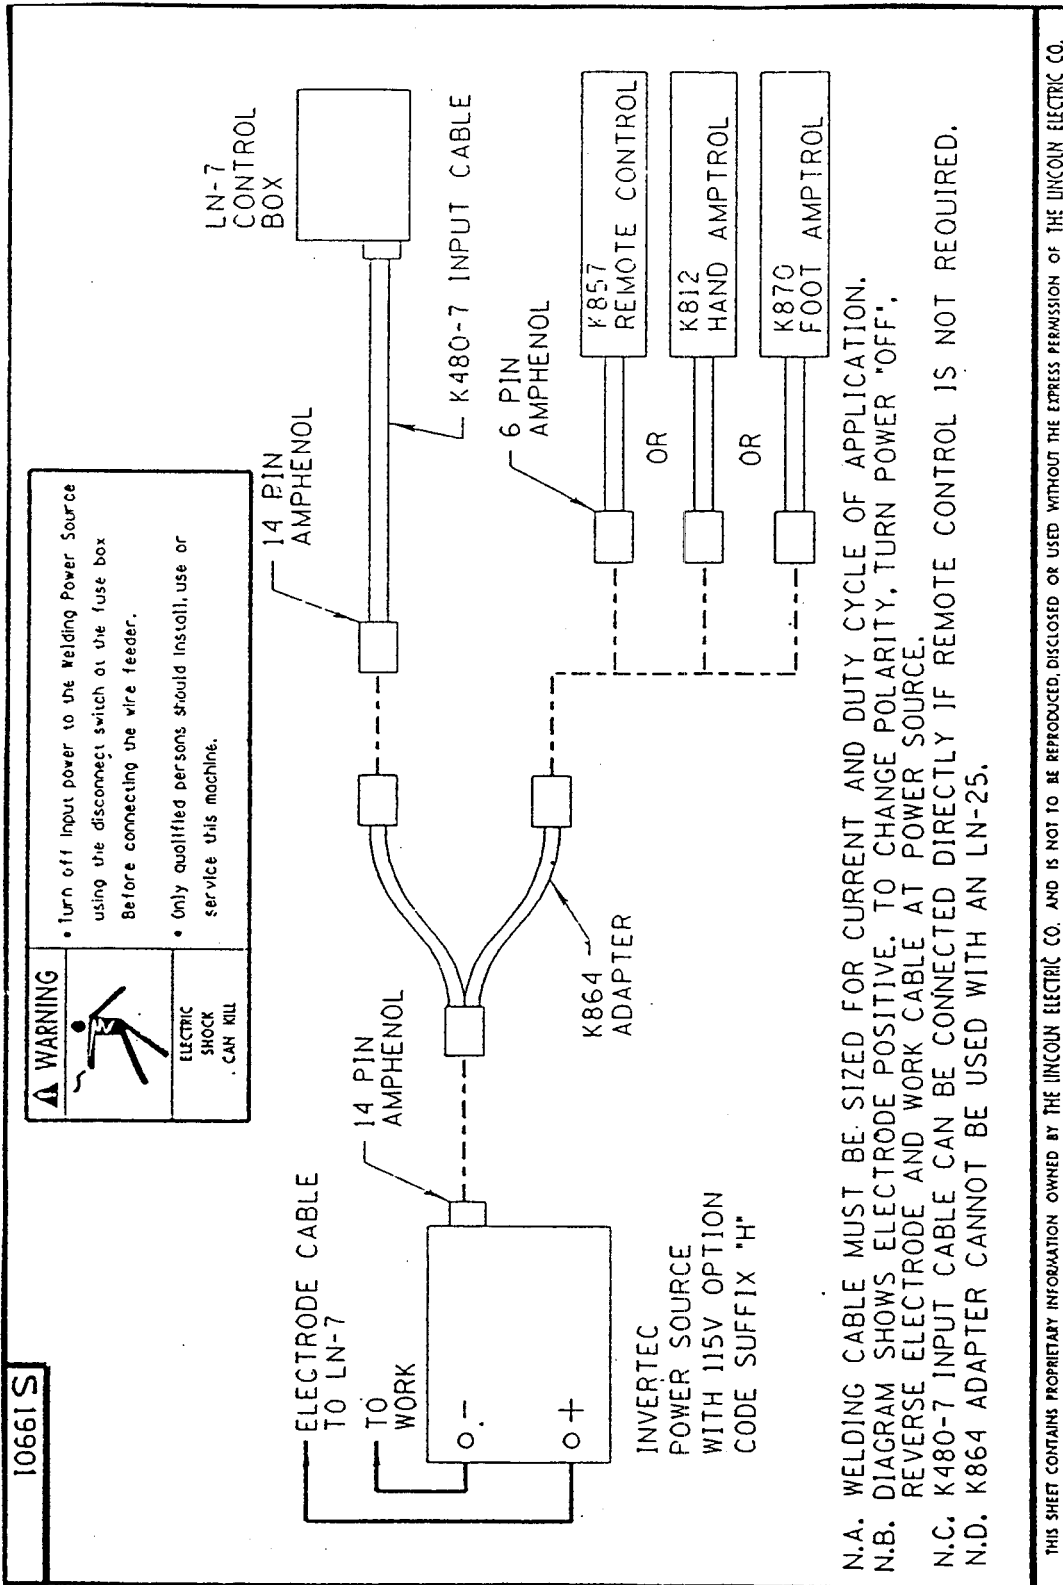 S19901
WARNING
ELECTRIC
SHOCK
CAN KILL
• Turn off input power to the Welding Power Source
using the disconnect switch at the fuse box
Before connecting the wire feeder.
• Only qualified persons should install, use or
service this machine.
ELECTRODE CABLE
TO LN-7
TO
WORK
-
+
14 PIN
AMPHENOL
INVERTEC
POWER SOURCE
WITH 115V OPTION
CODE SUFFIX "H"
K864
ADAPTER
14 PIN
AMPHENOL
LN-7
CONTROL
BOX
K480-7 INPUT CABLE
6 PIN
AMPHENOL
K857
REMOTE CONTROL
OR
K812
HAND AMPTROL
OR
K870
FOOT AMPTROL
N.A. WELDING CABLE MUST BE SIZED FOR CURRENT AND DUTY CYCLE OF APPLICATION.
N.B. DIAGRAM SHOWS ELECTRODE POSITIVE. TO CHANGE POLARITY, TURN POWER "OFF",
REVERSE ELECTRODE AND WORK CABLE AT POWER SOURCE.
N.C. K480-7 INPUT CABLE CAN BE CONNECTED DIRECTLY IF REMOTE CONTROL IS NOT REQUIRED.
N.D. K864 ADAPTER CANNOT BE USED WITH AN LN-25.
THIS SHEET CONTAINS PROPRIETARY INFORMATION OWNED BY THE LINCOLN ELECTRIC CO. AND IS NOT TO BE REPRODUCED, DISCLOSED OR USED WITHOUT THE EXPRESS PERMISSION OF THE LINCOLN ELECTRIC CO.